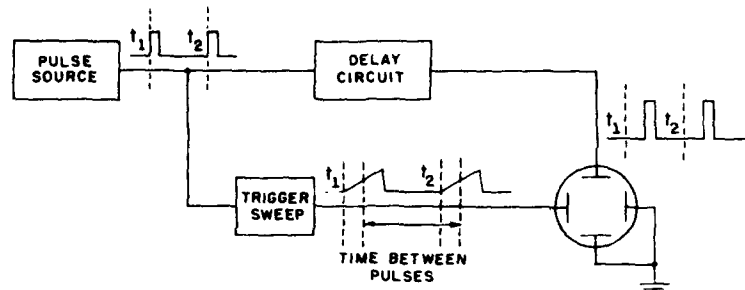 t1 t2
PULSE
SOURCE
DELAY
CIRCUIT
t1 t2
t1 t2
TRIGGER
SWEEP
TIME BETWEEN
PULSES